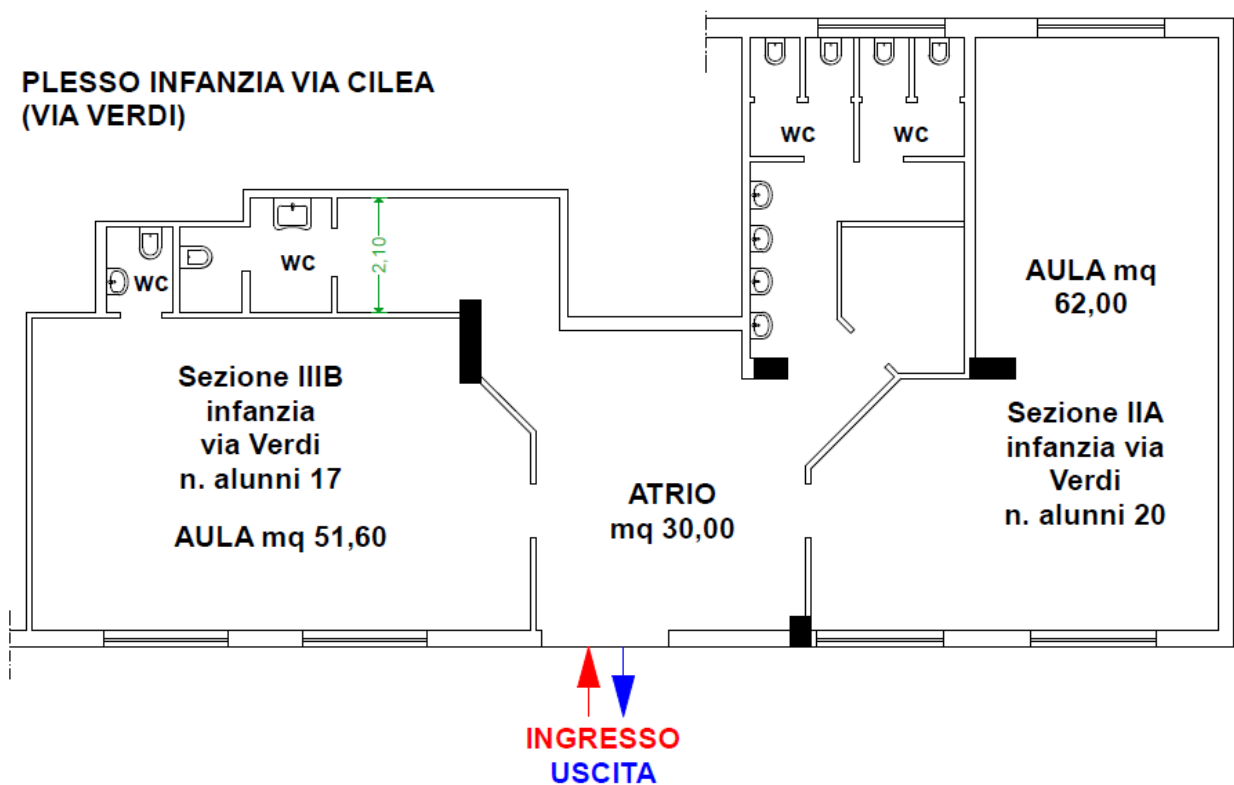 PLESSO INFANZIA VIA CILEA
(VIA VERDI)
WC
WC
WC
WC
2,10
AULA mq
62,00
Sezione IIIB
infanzia
via Verdi
n. alunni 17
AULA mq 51,60
ATRIO
mq 30,00
Sezione IIA
infanzia via
Verdi
n. alunni 20
INGRESSO
USCITA